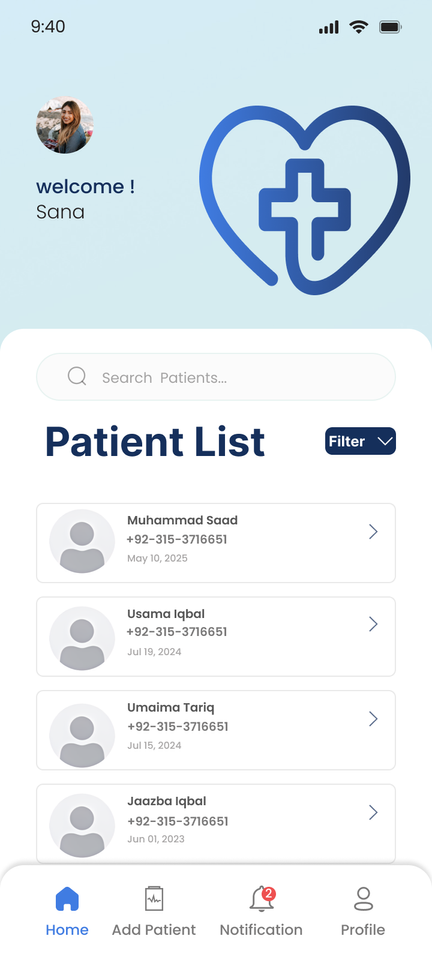 9:40
welcome !
Sana
Search Patients...
Patient List
Filter
Muhammad Saad
+92-315-3716651
May 10, 2025
Usama Iqbal
+92-315-3716651
Jul 19, 2024
Umaima Tariq
+92-315-3716651
Jul 15, 2024
Jaazba Iqbal
+92-315-3716651
Jun 01, 2023
2
Home
Add Patient
Notification
Profile